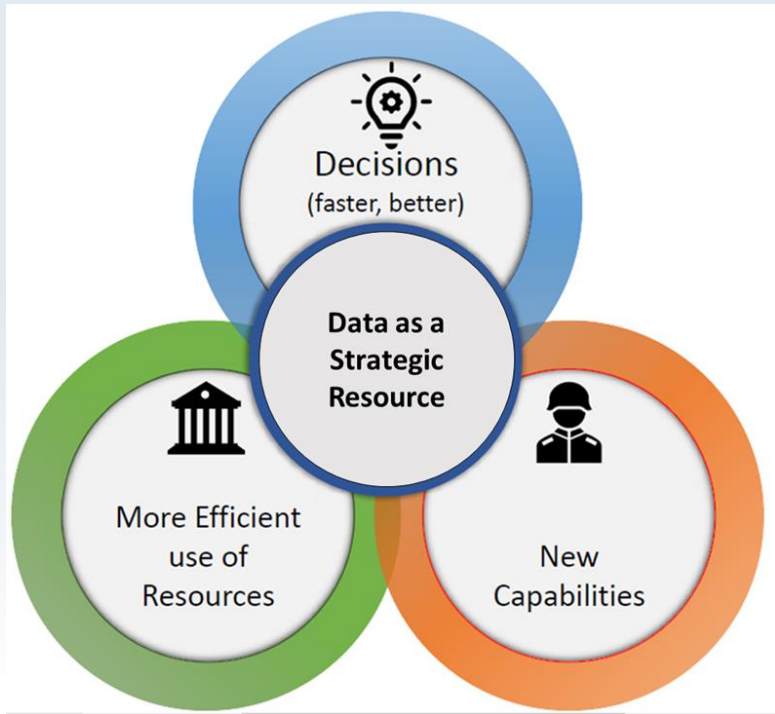 Decisions
(faster, better)
Data as a
Strategic
Resource
More Efficient
use of
Resources
New
Capabilities